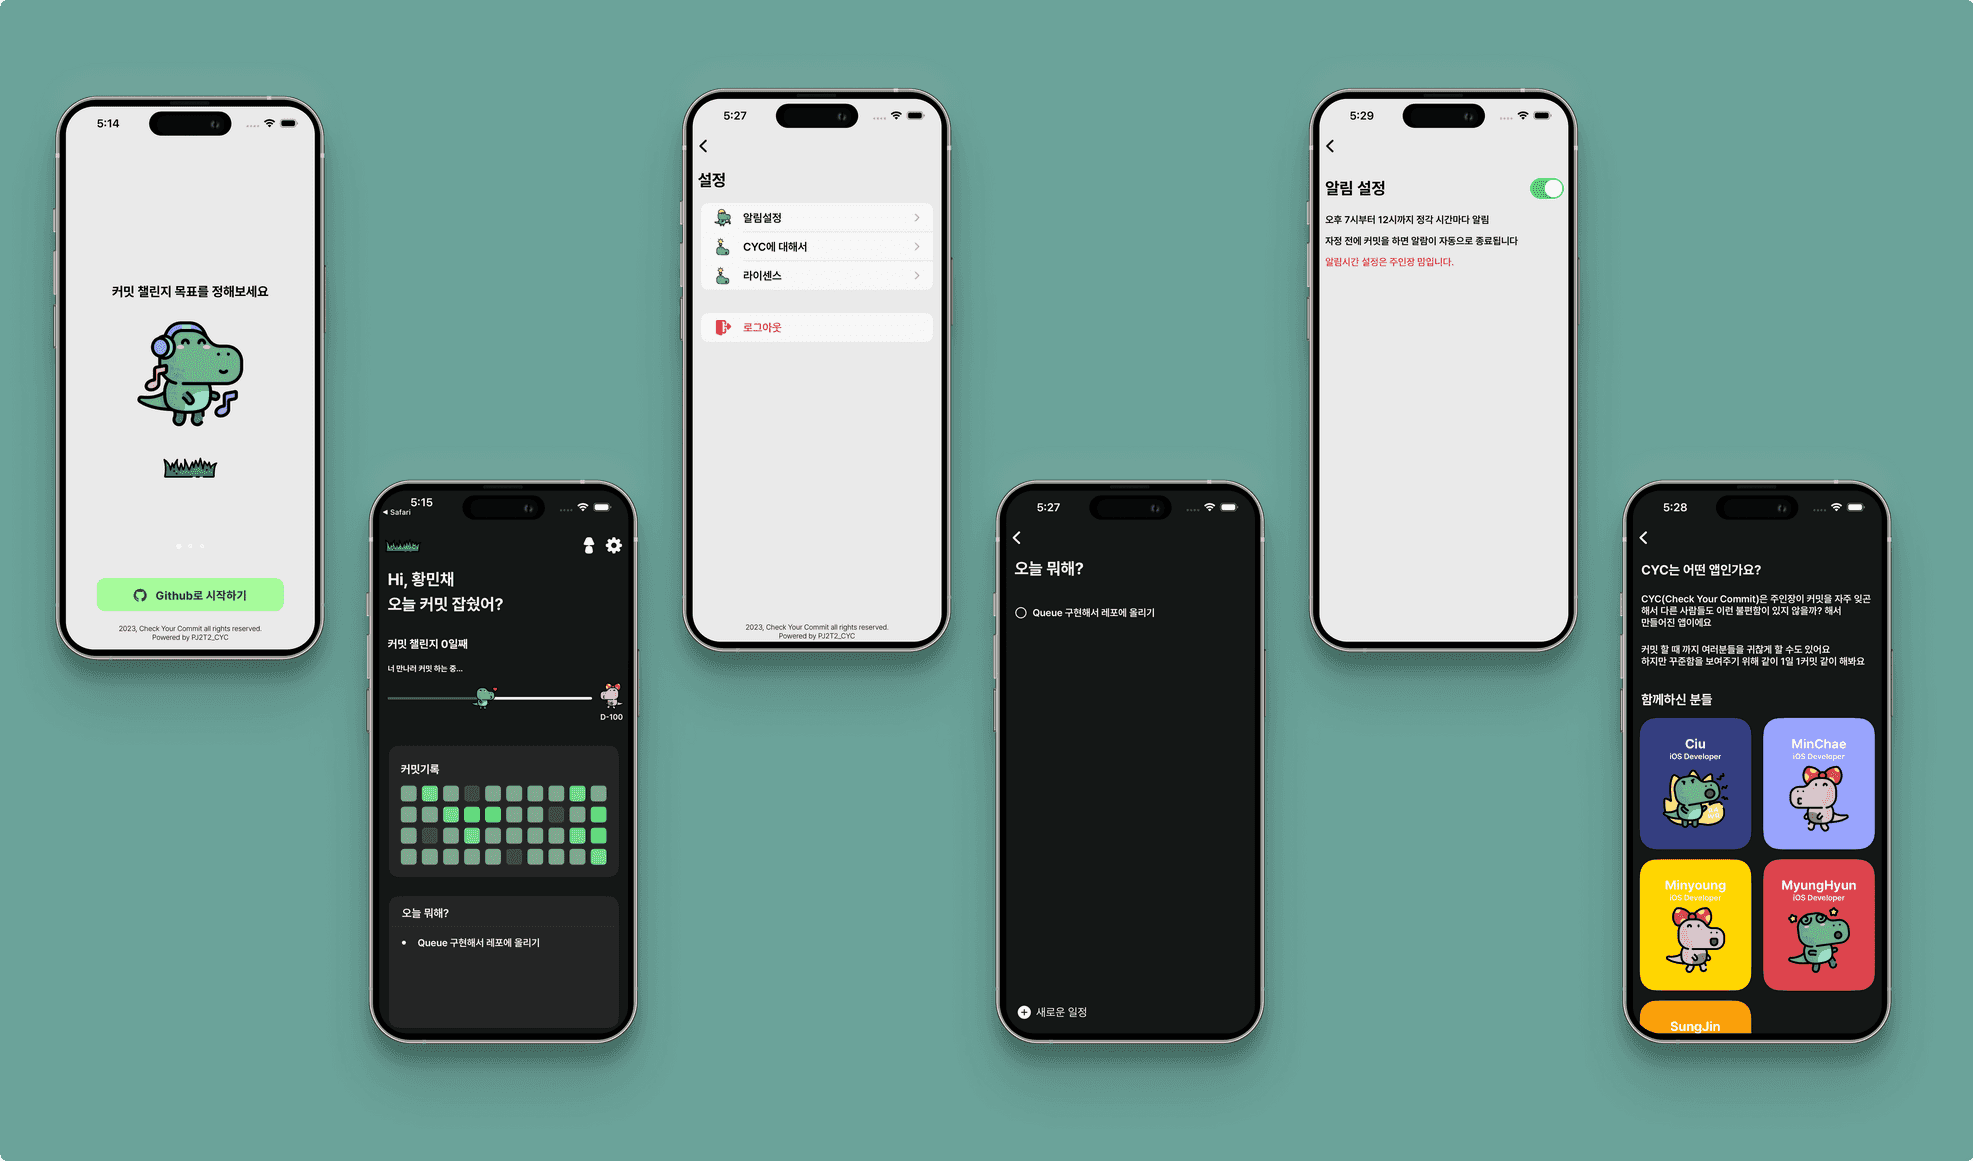 5:14
커밋 챌린지 목표를 정해보세요
Github로 시작하기
2023, Check Your Commit all rights reserved.
Powered by PJ2T2_CYC
5:15
◀ Safari
Hi, 황민채
오늘 커밋 잡쉈어?
커밋 챌린지 0일째
너 만나러 커밋 하는 중...
D-100
커밋기록
오늘 뭐해?
• Queue 구현해서 레포에 올리기
5:27
설정
알림설정
CYC에 대해서
라이센스
로그아웃
2023, Check Your Commit all rights reserved.
Powered by PJ2T2_CYC
5:27
오늘 뭐해?
Queue 구현해서 레포에 올리기
새로운 일정
5:29
알림 설정
오후 7시부터 12시까지 정각 시간마다 알림
자정 전에 커밋을 하면 알람이 자동으로 종료됩니다
알림시간 설정은 주인장 맘입니다.
5:28
CYC는 어떤 앱인가요?
CYC(Check Your Commit)은 주인장이 커밋을 자주 잊곤
해서 다른 사람들도 이런 불편함이 있지 않을까? 해서
만들어진 앱이에요
커밋 할 때 까지 여러분들을 귀찮게 할 수도 있어요
하지만 꾸준함을 보여주기 위해 같이 1일 1커밋 같이 해봐요
함께하신 분들
Ciu
iOS Developer
MinChae
iOS Developer
Minyoung
iOS Developer
MyungHyun
iOS Developer
SungJin